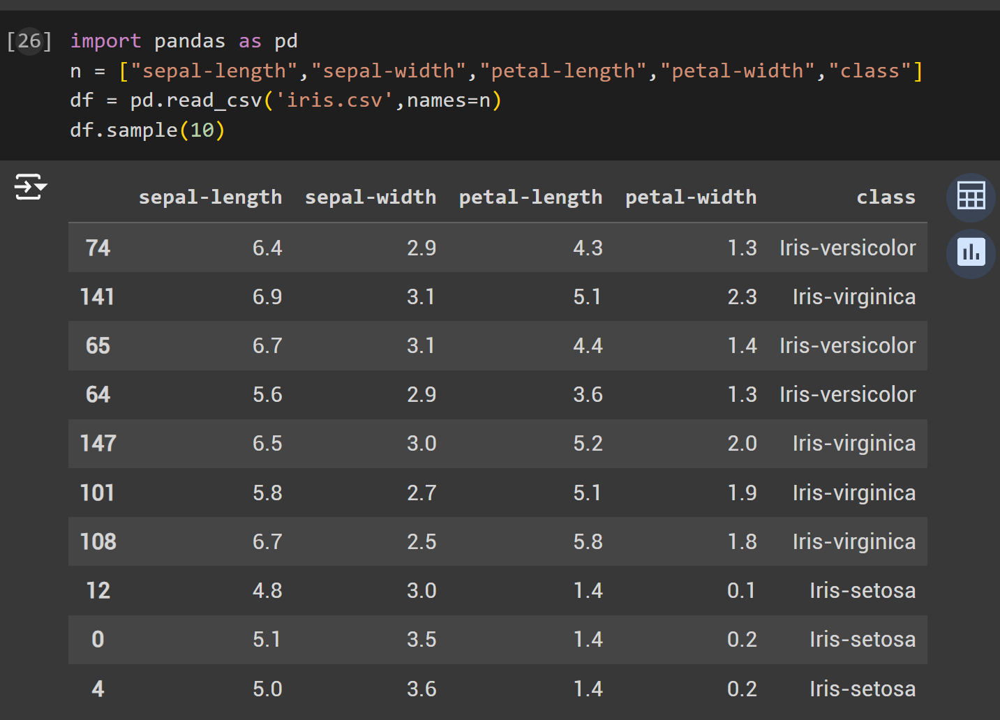 [26] import pandas as pd
n = ["sepal-length","sepal-width","petal-length","petal-width","class"]
df = pd.read_csv('iris.csv',names=n)
df.sample(10)
sepal-length sepal-width petal-length petal-width class
74 6.4 2.9 4.3 1.3 Iris-versicolor
141 6.9 3.1 5.1 2.3 Iris-virginica
65 6.7 3.1 4.4 1.4 Iris-versicolor
64 5.6 2.9 3.6 1.3 Iris-versicolor
147 6.5 3.0 5.2 2.0 Iris-virginica
101 5.8 2.7 5.1 1.9 Iris-virginica
108 6.7 2.5 5.8 1.8 Iris-virginica
12 4.8 3.0 1.4 0.1 Iris-setosa
0 5.1 3.5 1.4 0.2 Iris-setosa
4 5.0 3.6 1.4 0.2 Iris-setosa